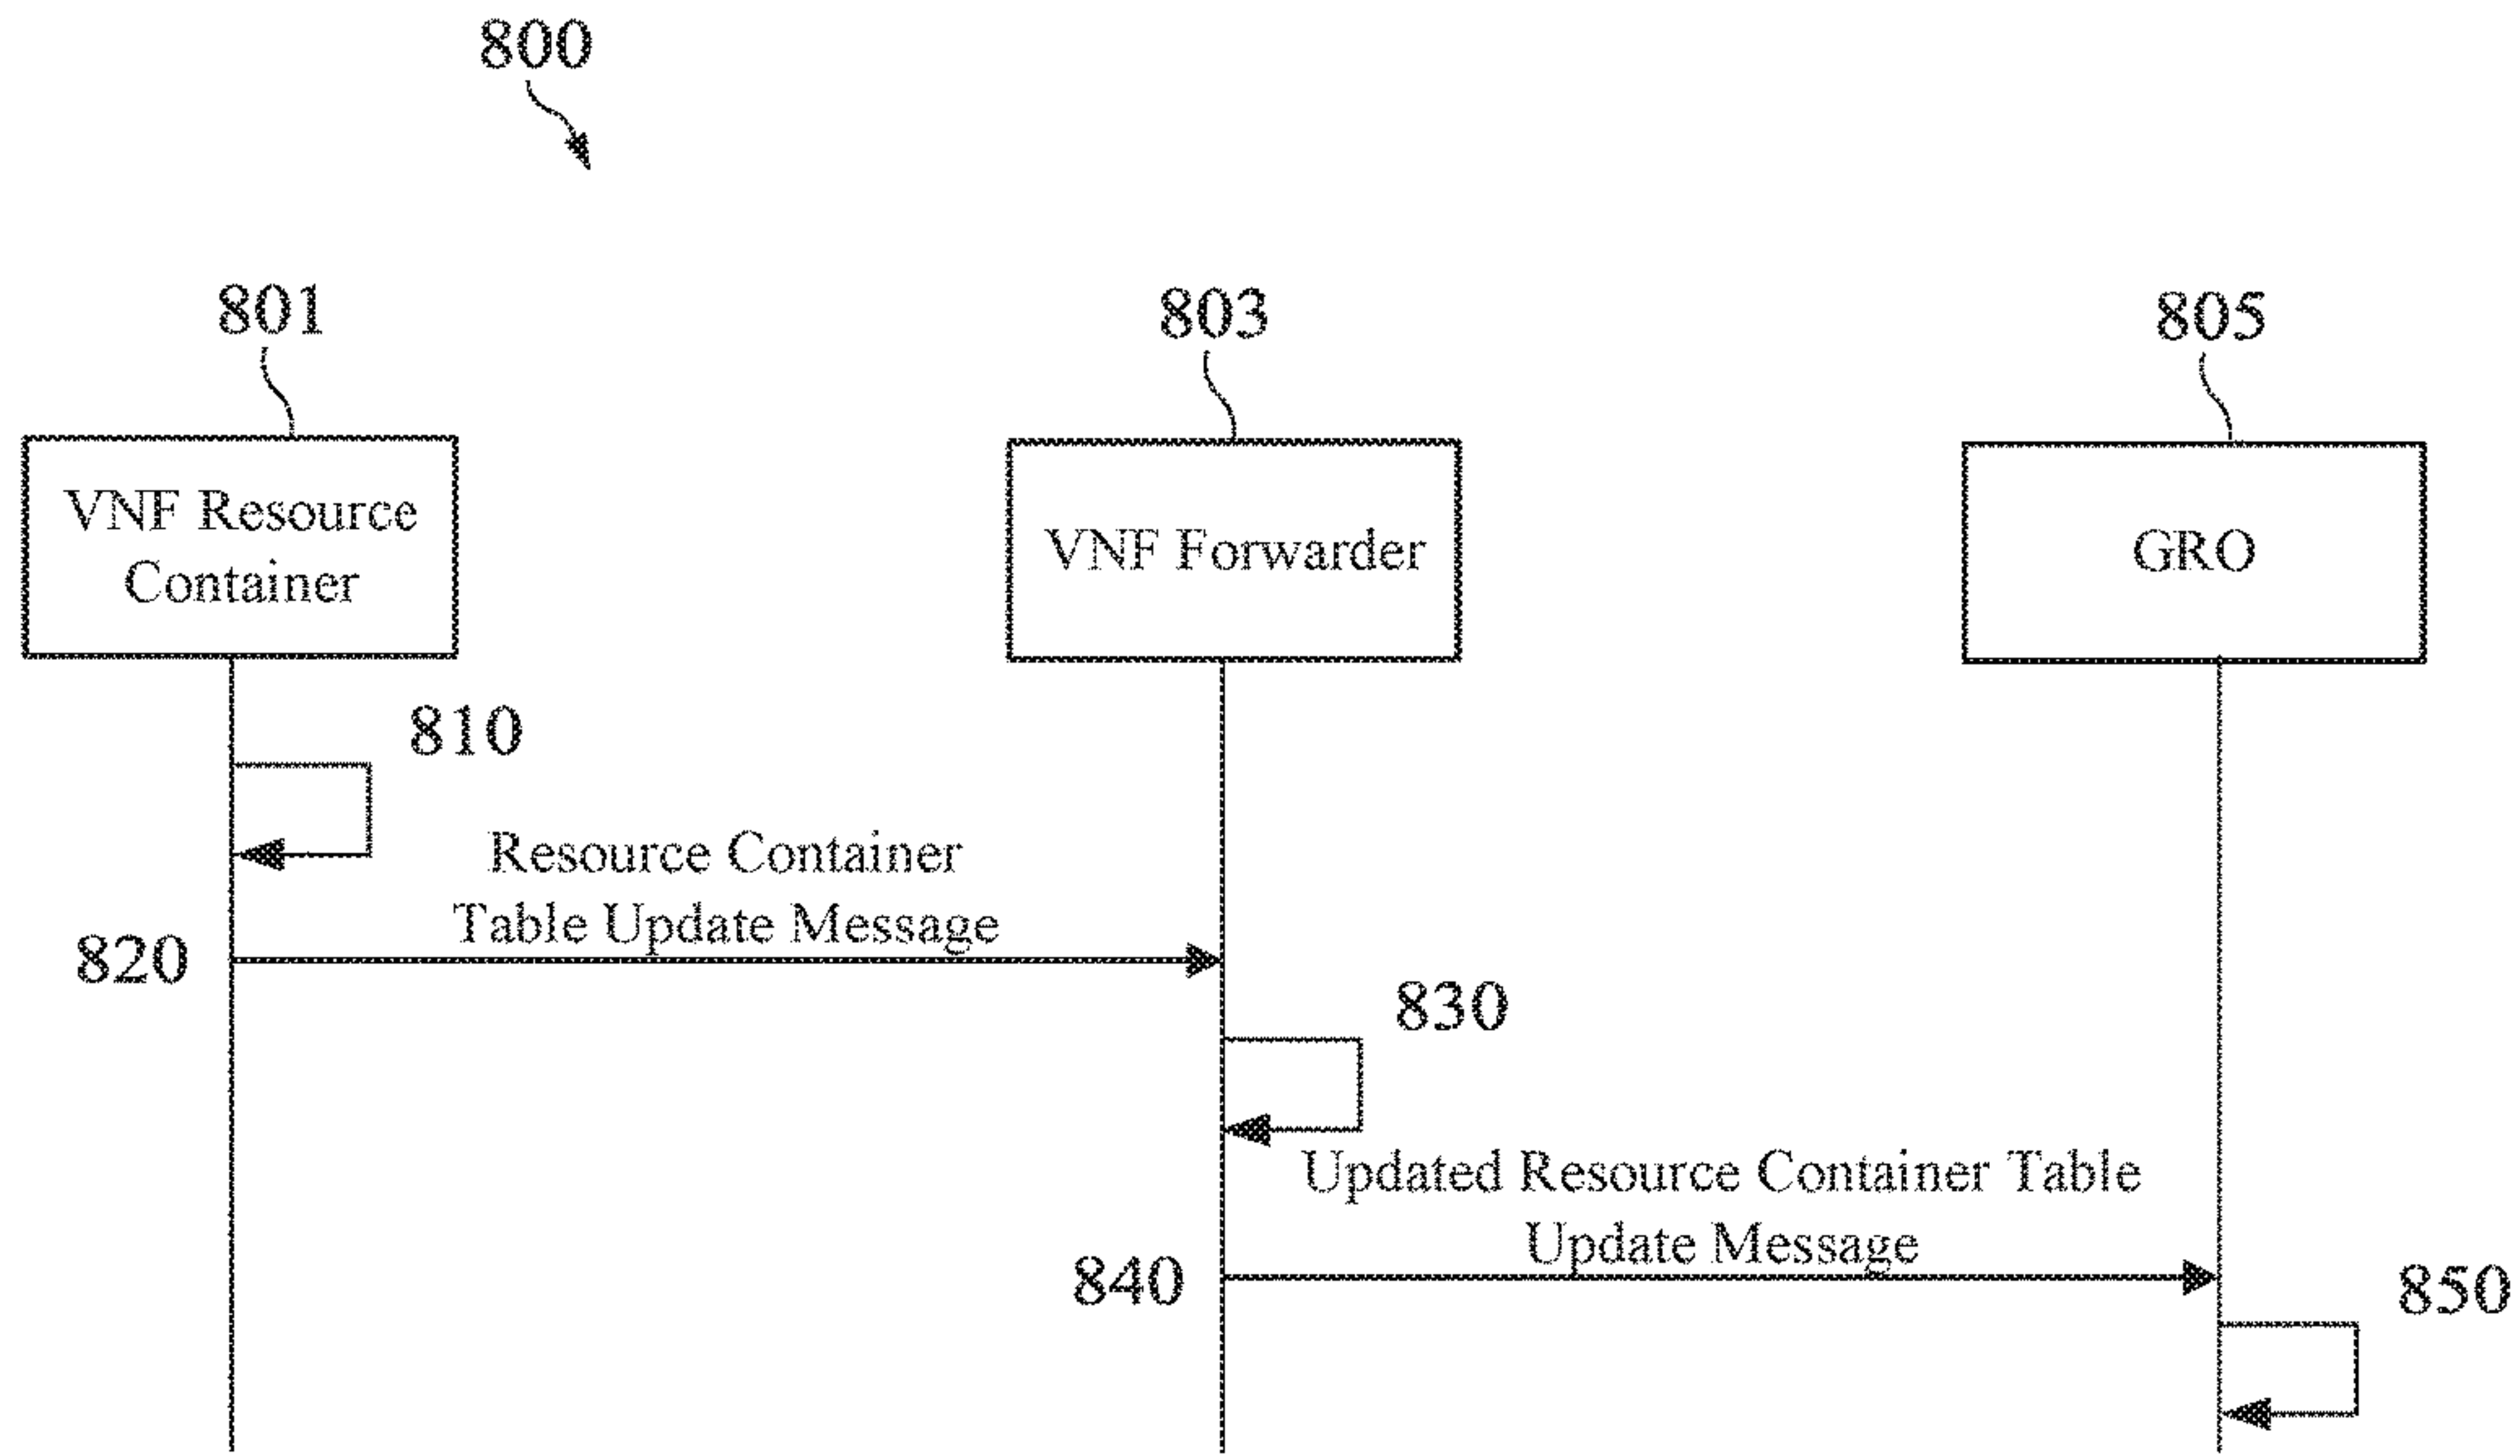 800
801
803
805
VNF Resource
Container
VNF Forwarder
GRO
810
Resource Container
Table Update Message
820
830
Updated Resource Container Table
Update Message
840
850